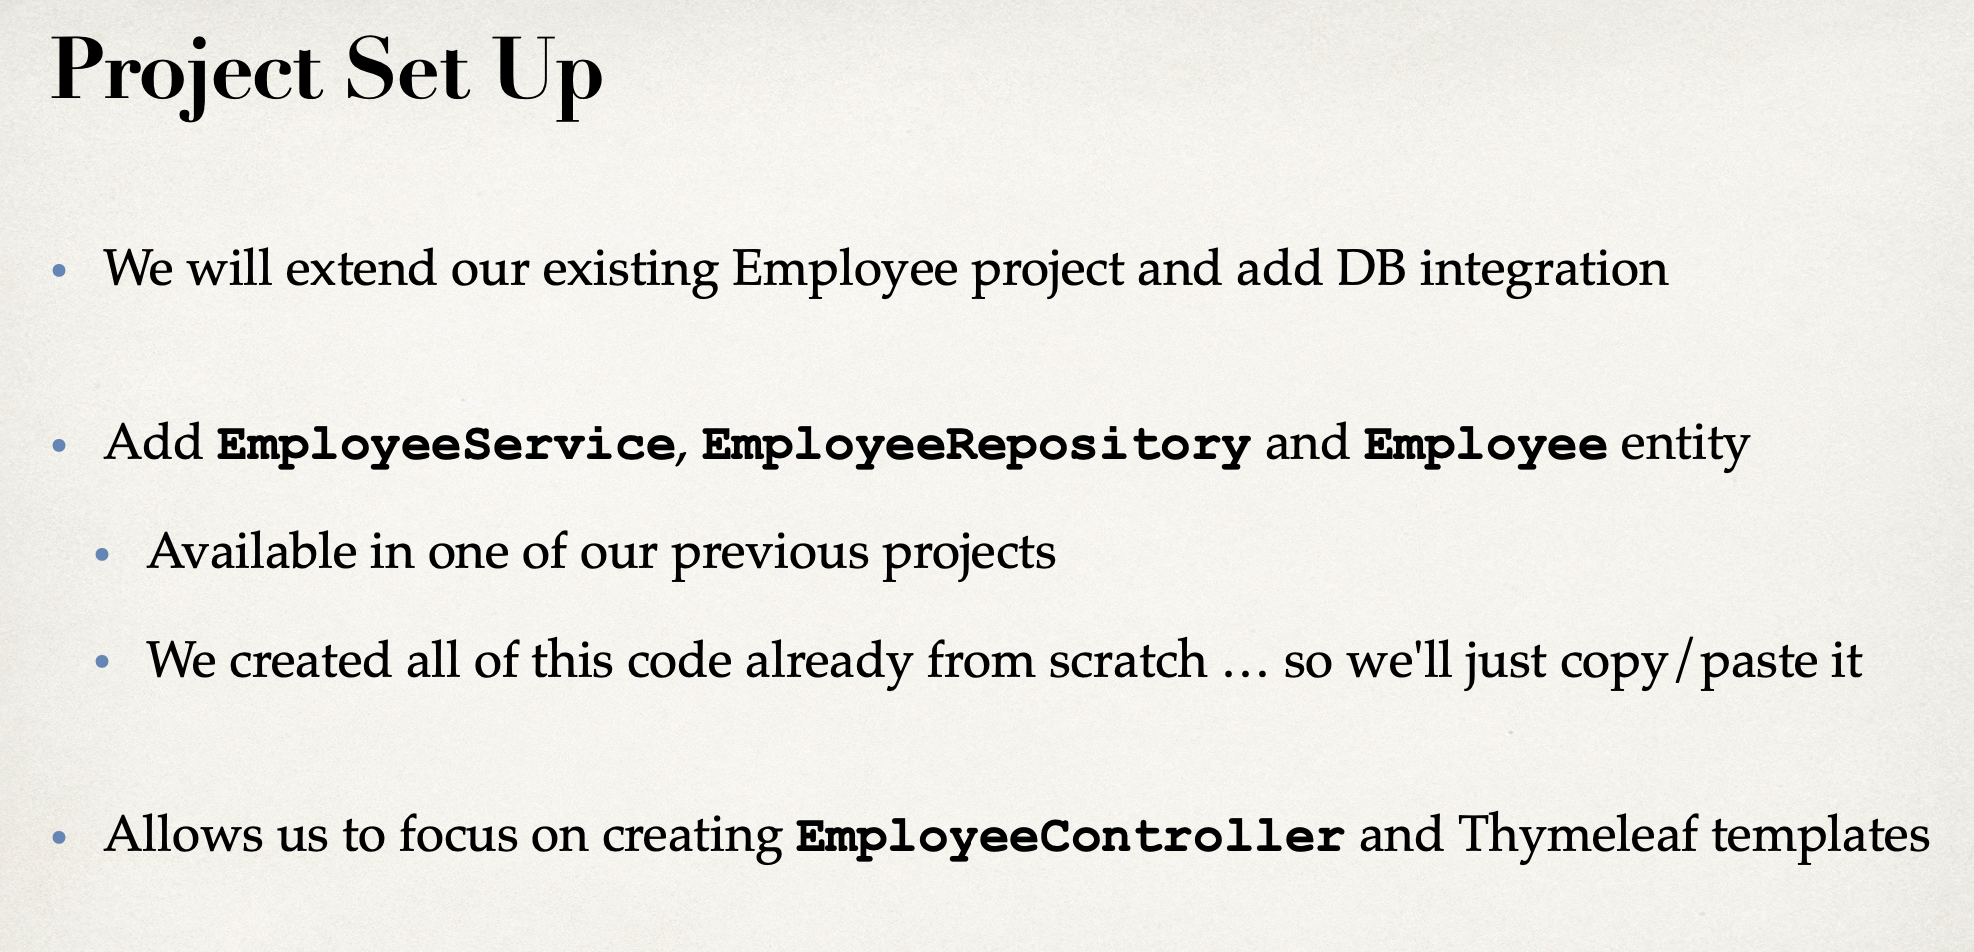 Project Set Up
• We will extend our existing Employee project and add DB integration
• Add EmployeeService, EmployeeRepository and Employee entity
• Available in one of our previous projects
• We created all of this code already from scratch … so we'll just copy/paste it
• Allows us to focus on creating EmployeeController and Thymeleaf templates